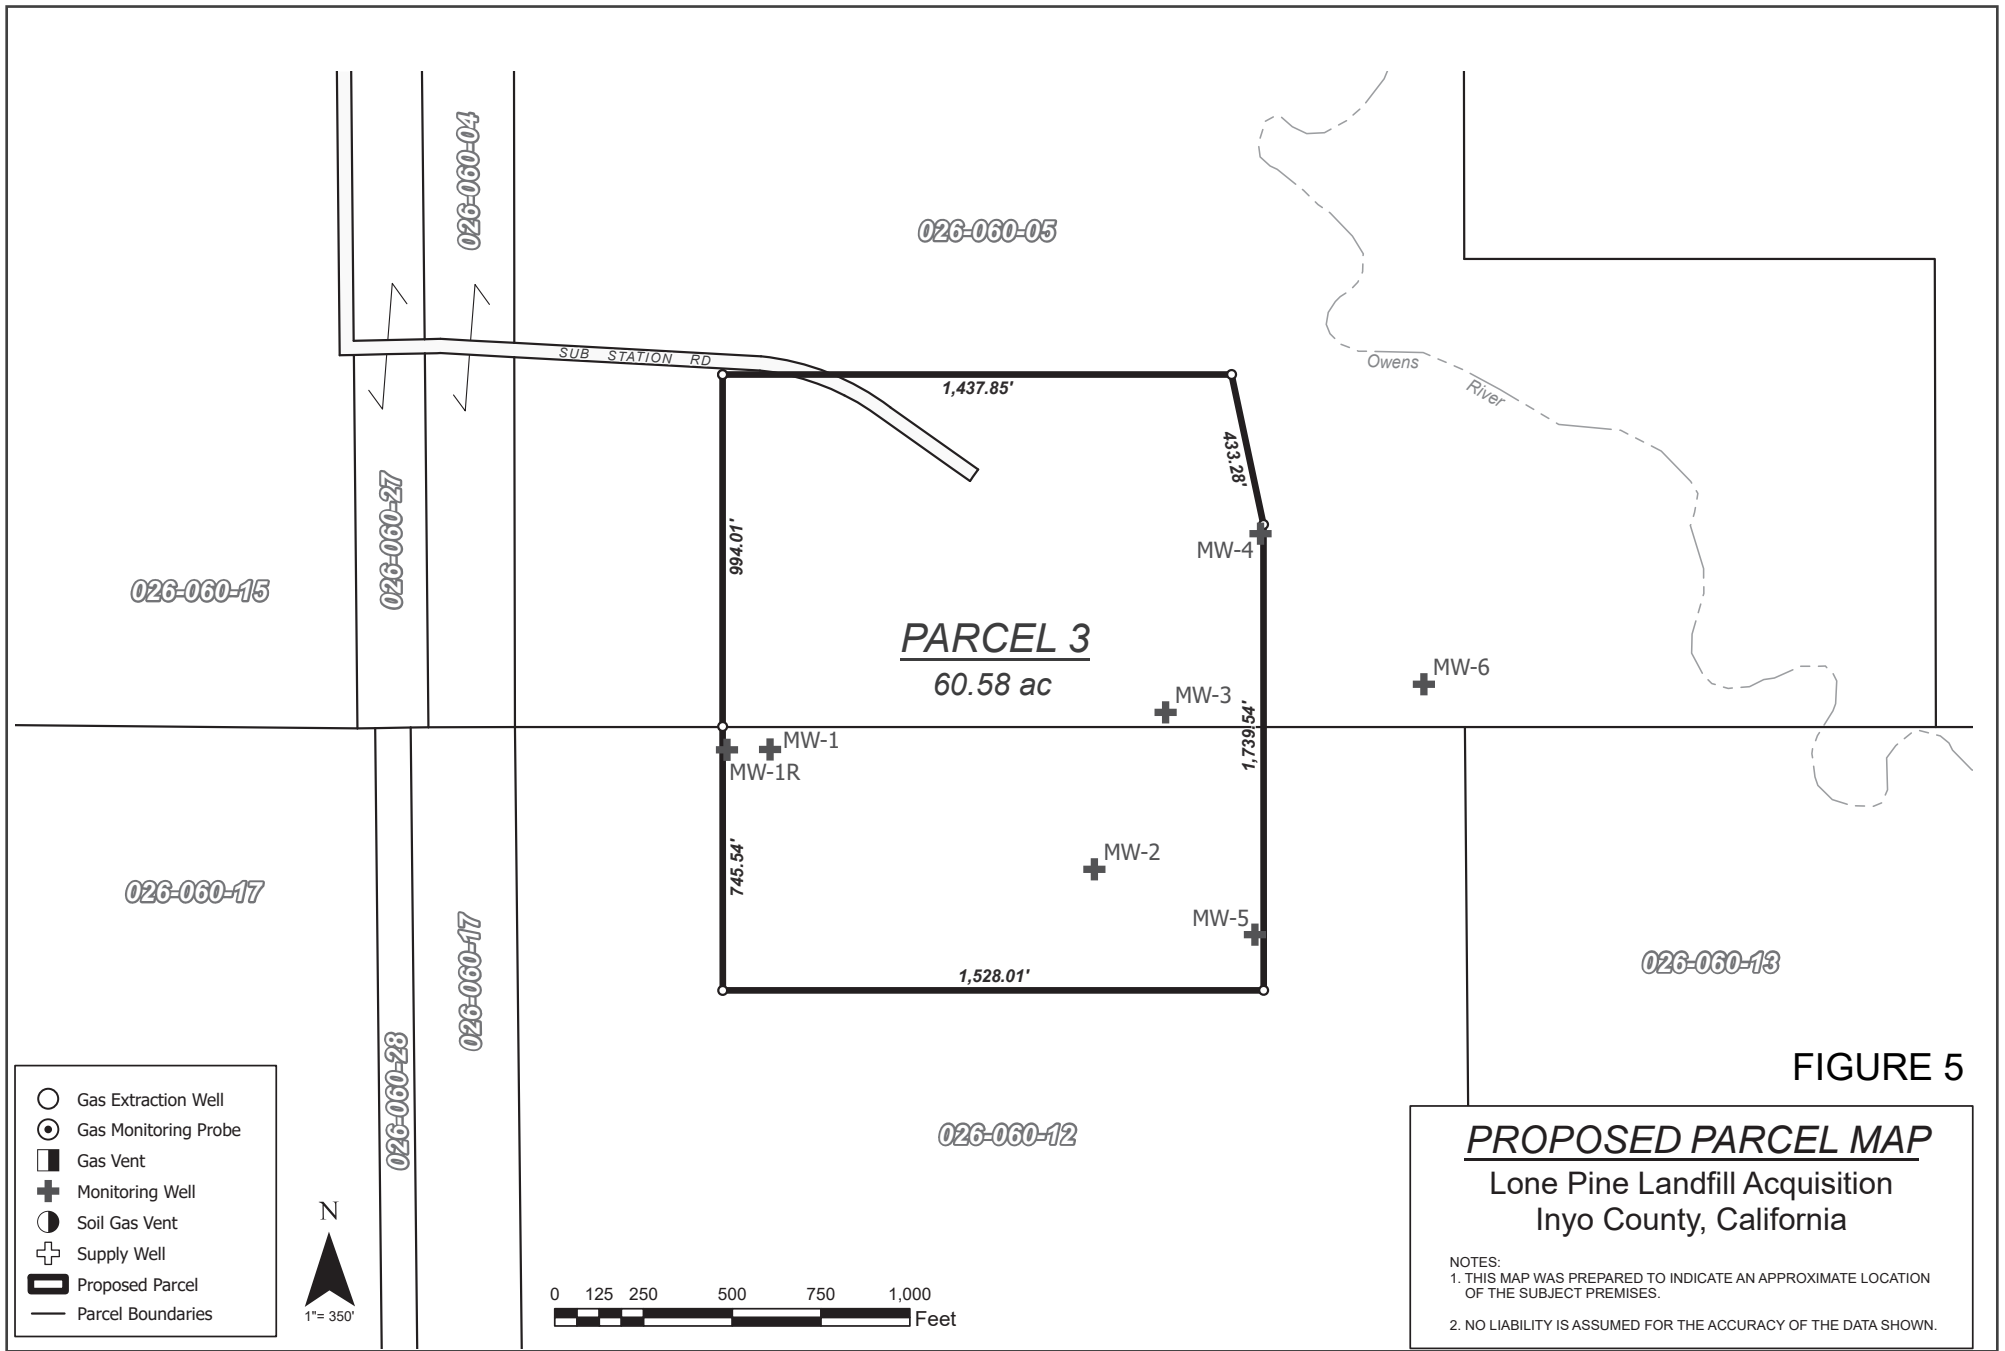 026-060-04
026-060-05
SUB STATION RD
Owens
River
1,437.85'
433.28'
026-060-27
994.01'
MW-4
026-060-15
PARCEL 3
60.58 ac
MW-6
MW-3
1,739.54'
MW-1
MW-1R
745.54'
MW-2
026-060-17
MW-5
026-060-17
026-060-13
1,528.01'
026-060-28
026-060-12
FIGURE 5
Gas Extraction Well
Gas Monitoring Probe
Gas Vent
Monitoring Well
Soil Gas Vent
Supply Well
Proposed Parcel
Parcel Boundaries
N
1"= 350'
0 125 250 500 750 1,000
Feet
PROPOSED PARCEL MAP
Lone Pine Landfill Acquisition
Inyo County, California
NOTES:
1. THIS MAP WAS PREPARED TO INDICATE AN APPROXIMATE LOCATION
OF THE SUBJECT PREMISES.
2. NO LIABILITY IS ASSUMED FOR THE ACCURACY OF THE DATA SHOWN.